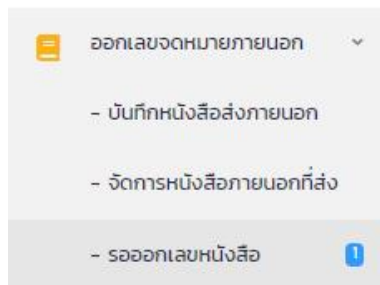 ออกเลขจดหมายภายนอก
- บันทึกหนังสือส่งภายนอก
- จัดการหนังสือภายนอกที่ส่ง
- รอออกเลขหนังสือ 1